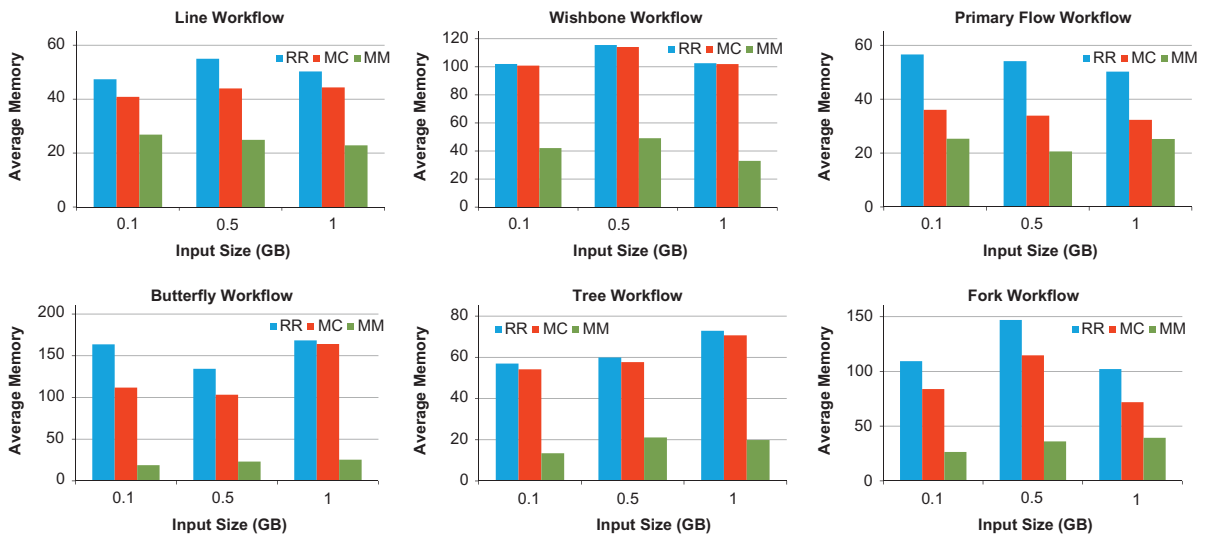 Line Workflow
Average Memory
60
40
20
0
RR MC MM
0.1 0.5 1
Input Size (GB)
Wishbone Workflow
Average Memory
120
100
80
60
40
20
0
RR MC MM
0.1 0.5 1
Input Size (GB)
Primary Flow Workflow
Average Memory
60
40
20
0
RR MC MM
0.1 0.5 1
Input Size (GB)
Butterfly Workflow
Average Memory
200
150
100
50
0
RR MC MM
0.1 0.5 1
Input Size (GB)
Tree Workflow
Average Memory
80
60
40
20
0
RR MC MM
0.1 0.5 1
Input Size (GB)
Fork Workflow
Average Memory
150
100
50
0
RR MC MM
0.1 0.5 1
Input Size (GB)